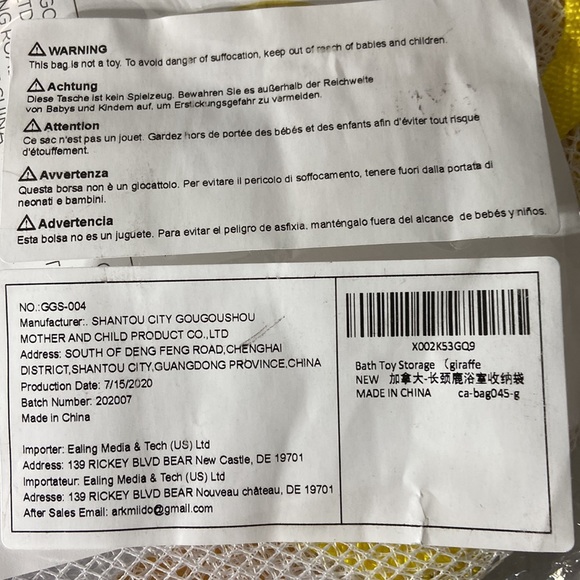 WARNING
This bag is not a toy. To avoid danger of suffocation, keep out of reach of babies and children.
Achtung
Diese Tasche ist kein Spielzeug. Bewahren Sie es außerhalb der Reichweite
von Babys und Kindern auf, um Erstickungsgefahr zu vermeiden.
Attention
Ce sac n'est pas un jouet. Gardez hors de portée des bébés et des enfants afin d'éviter tout risque
d'étouffement.
Avvertenza
Questa borsa non è un giocattolo. Per evitare il pericolo di soffocamento, tenere fuori dalla portata di
neonati e bambini.
Advertencia
Esta bolsa no es un juguete. Para evitar el peligro de asfixia, manténgalo fuera del alcance de bebés y niños.
NO.:GGS-004
Manufacturer:. SHANTOU CITY GOUGOUSHOU
MOTHER AND CHILD PRODUCT CO.,LTD
Address: SOUTH OF DENG FENG ROAD,CHENGHAI
DISTRICT,SHANTOU CITY,GUANGDONG PROVINCE,CHINA
Production Date: 7/15/2020
Batch Number: 202007
Made in China
Importer: Ealing Media & Tech (US) Ltd
Address: 139 RICKEY BLVD BEAR New Castle, DE 19701
Importateur: Ealing Media & Tech (US) Ltd
Adresse: 139 RICKEY BLVD BEAR Nouveau château, DE 19701
After Sales Email: arkmiido@gmail.com
X002K53GQ9
Bath Toy Storage （giraffe
NEW 加拿大-长颈鹿浴室收纳袋
MADE IN CHINA ca-bag045-g